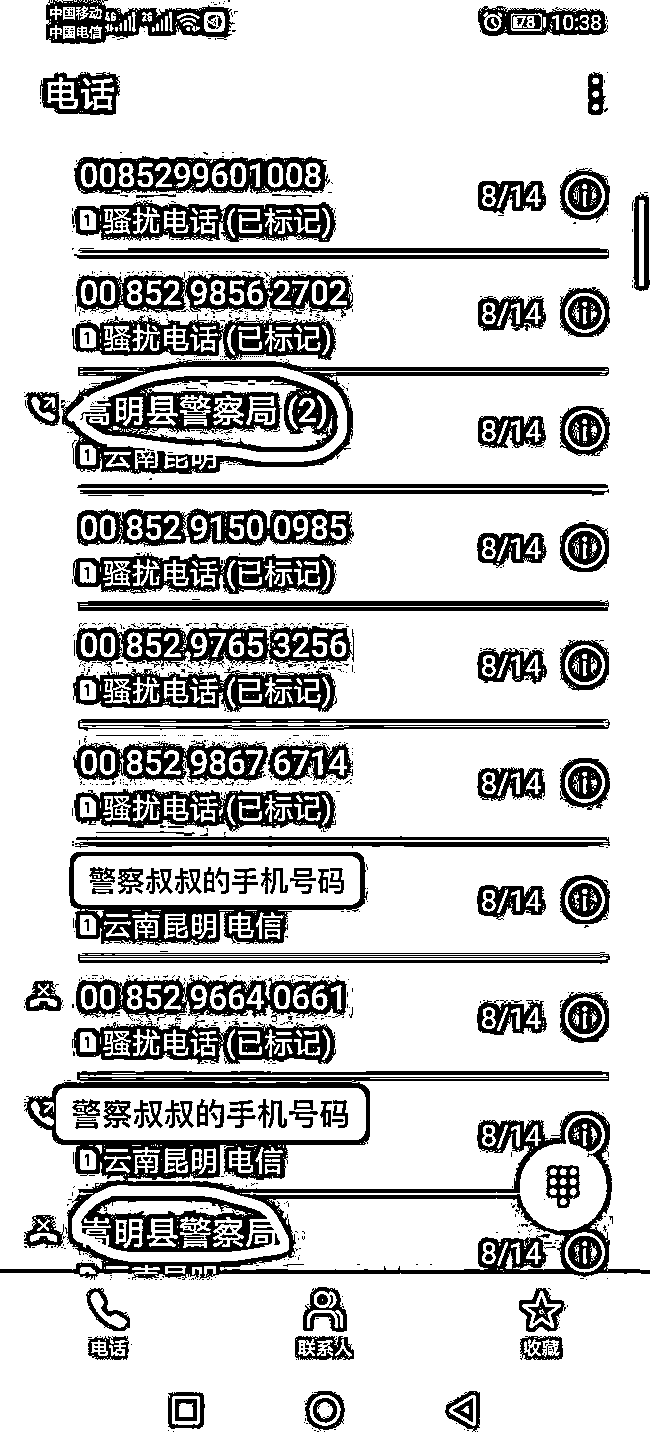 中国移动
中国电信
4G 2G 78 10:38
电话
0085299601008
1 骚扰电话 (已标记) 8/14
00 852 9856 2702
1 骚扰电话 (已标记) 8/14
嵩明县警察局 (2)
1 云南昆明 8/14
00 852 9150 0985
1 骚扰电话 (已标记) 8/14
00 852 9765 3256
1 骚扰电话 (已标记) 8/14
00 852 9867 6714
1 骚扰电话 (已标记) 8/14
警察叔叔的手机号码
1 云南昆明 电信 8/14
00 852 9664 0661
1 骚扰电话 (已标记) 8/14
警察叔叔的手机号码
1 云南昆明 电信 8/14
嵩明县警察局
8/14
电话 联系人 收藏